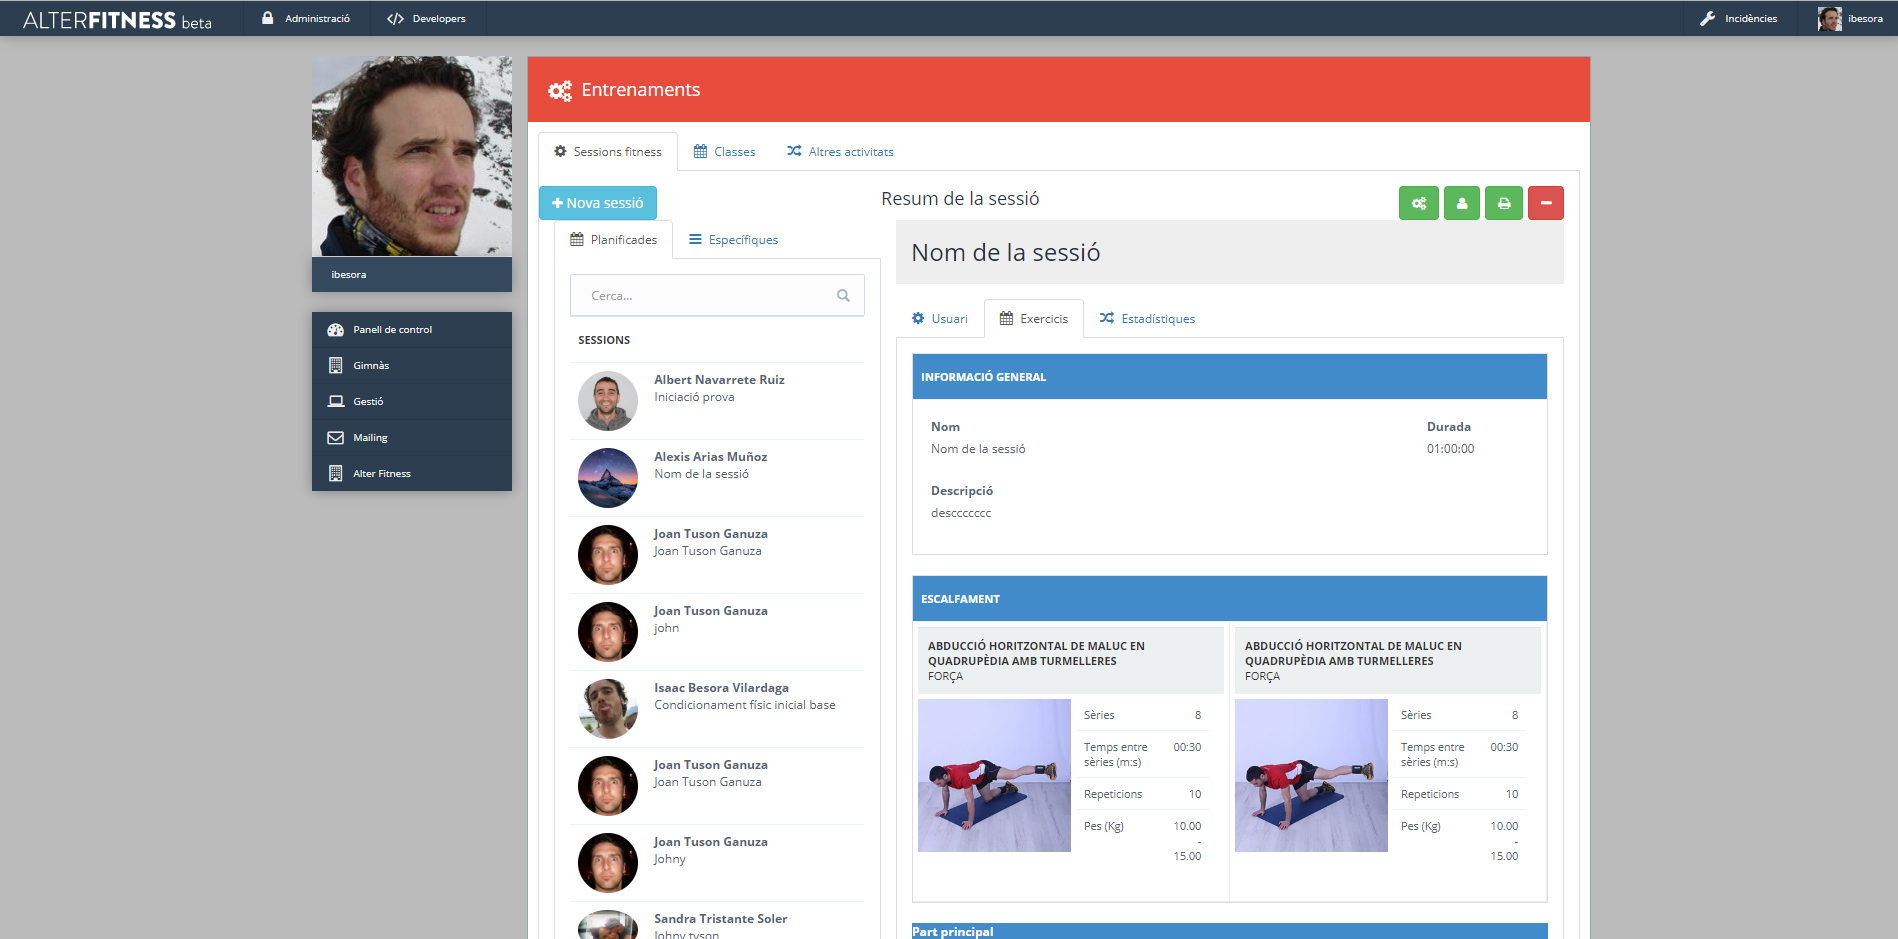 ALTERFITNESS beta
Administració
Developers
Incidències
ibesora
ibesora
Panell de control
Gimnàs
Gestió
Mailing
Alter Fitness
Entrenaments
Sessions fitness
Classes
Altres activitats
Nova sessió
Planificades
Específiques
Cerca...
SESSIONS
Albert Navarrete Ruiz
Iniciació prova
Alexis Arias Muñoz
Nom de la sessió
Joan Tuson Ganuza
Joan Tuson Ganuza
Joan Tuson Ganuza
john
Isaac Besora Vilardaga
Condicionament físic inicial base
Joan Tuson Ganuza
Joan Tuson Ganuza
Joan Tuson Ganuza
Johny
Sandra Tristante Soler
Johny tyson
Resum de la sessió
Nom de la sessió
Usuari
Exercicis
Estadístiques
INFORMACIÓ GENERAL
Nom
Durada
Nom de la sessió
01:00:00
Descripció
desccccccc
ESCALFAMENT
ABDUCCIÓ HORITZONTAL DE MALUC EN
QUADRUPÈDIA AMB TURMELLERES
FORÇA
Sèries 8
Temps entre 00:30
sèries (m:s)
Repeticions 10
Pes (Kg) 10.00
-
15.00
ABDUCCIÓ HORITZONTAL DE MALUC EN
QUADRUPÈDIA AMB TURMELLERES
FORÇA
Sèries 8
Temps entre 00:30
sèries (m:s)
Repeticions 10
Pes (Kg) 10.00
-
15.00
Part principal